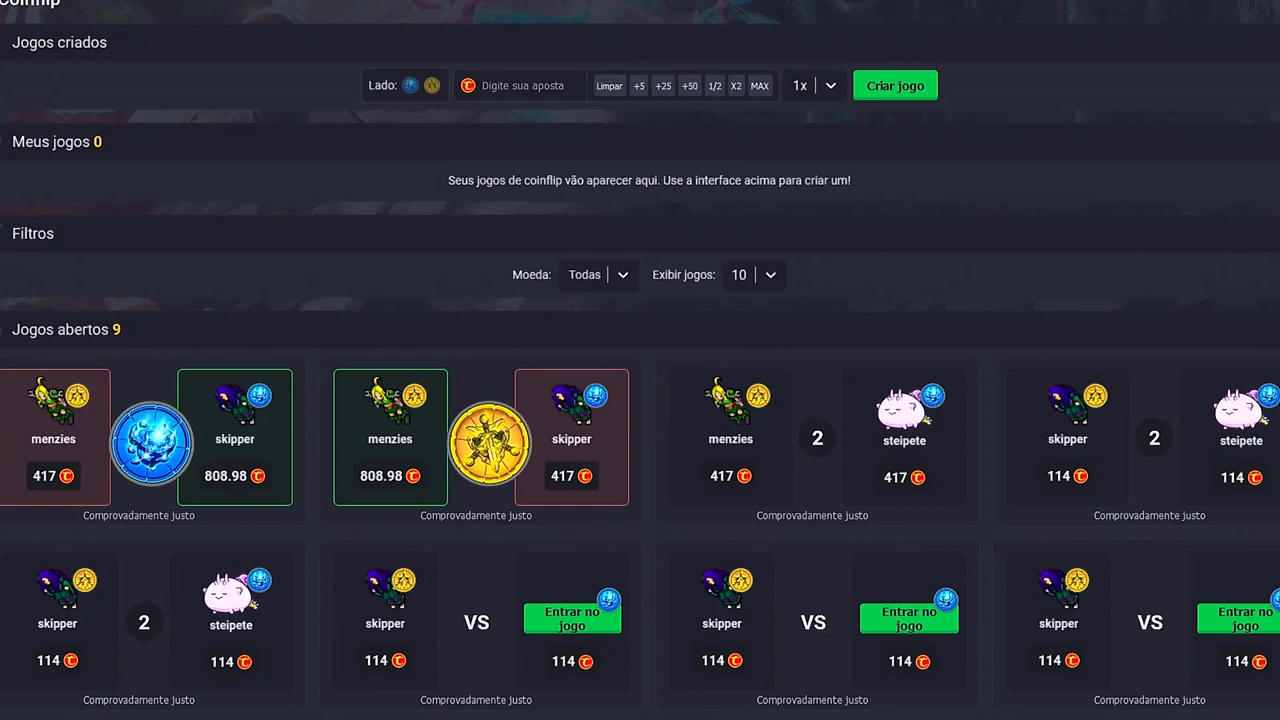 Coinflip
Jogos criados
Lado: Digite sua aposta Limpar +5 +25 +50 1/2 X2 MAX 1x Criar jogo
Meus jogos 0
Seus jogos de coinflip vão aparecer aqui. Use a interface acima para criar um!
Filtros
Moeda: Todas Exibir jogos: 10
Jogos abertos 9
menzies skipper menzies skipper menzies 2 steipete skipper 2 steipete
417 808.98 808.98 417 417 417 114 114
Comprovadamente justo Comprovadamente justo Comprovadamente justo Comprovadamente justo
skipper 2 steipete skipper VS Entrar no jogo skipper VS Entrar no jogo skipper VS Entrar no jogo
114 114 114 114 114 114 114 114
Comprovadamente justo Comprovadamente justo Comprovadamente justo Comprovadamente justo